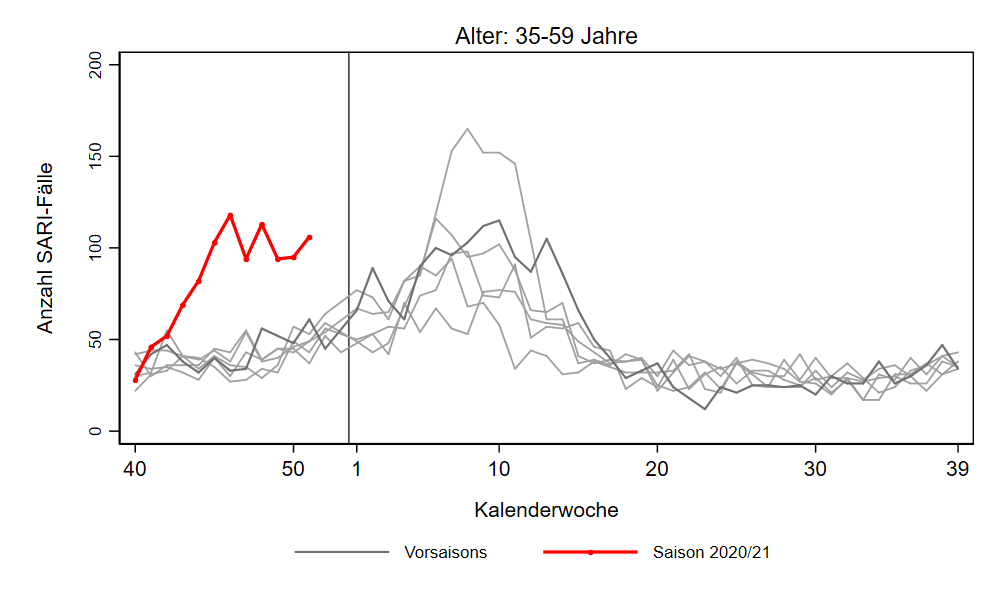 Alter: 35-59 Jahre
Anzahl SARI-Fälle
200
150
100
50
0
40 50 1 10 20 30 39
Kalenderwoche
Vorsaisons Saison 2020/21